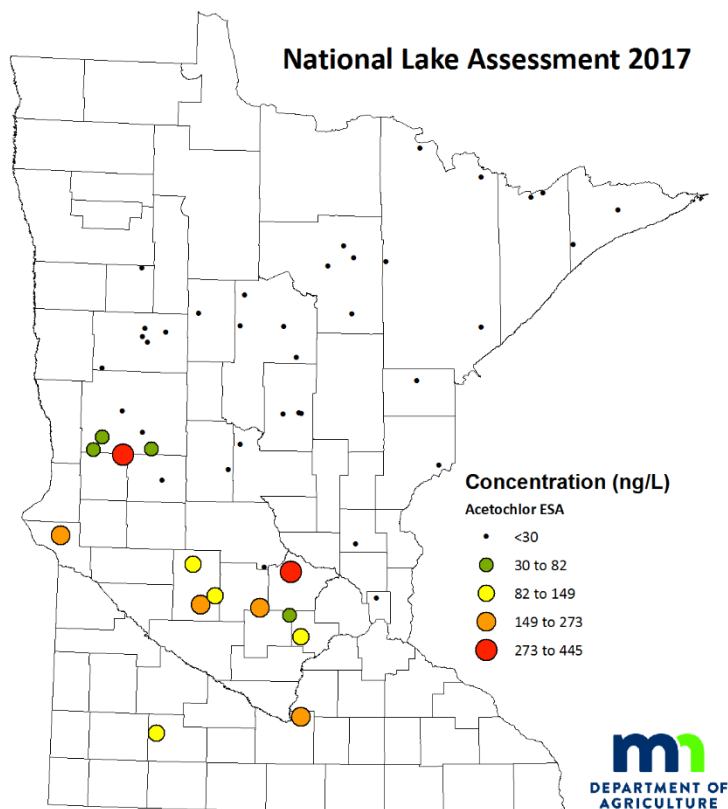 National Lake Assessment 2017
Concentration (ng/L)
Acetochlor ESA
<30
30 to 82
82 to 149
149 to 273
273 to 445
mn
DEPARTMENT OF
AGRICULTURE